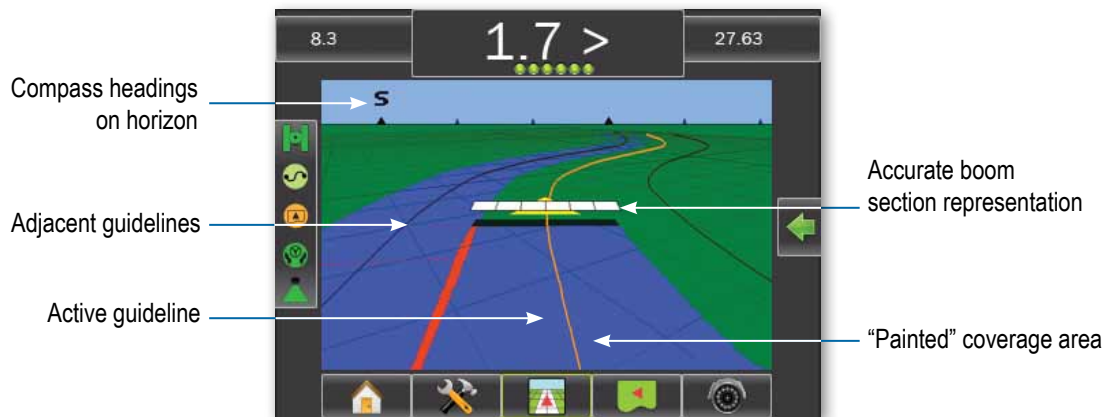 8.3
1.7 >
27.63
Compass headings
on horizon
S
Adjacent guidelines
Active guideline
Accurate boom
section representation
“Painted” coverage area